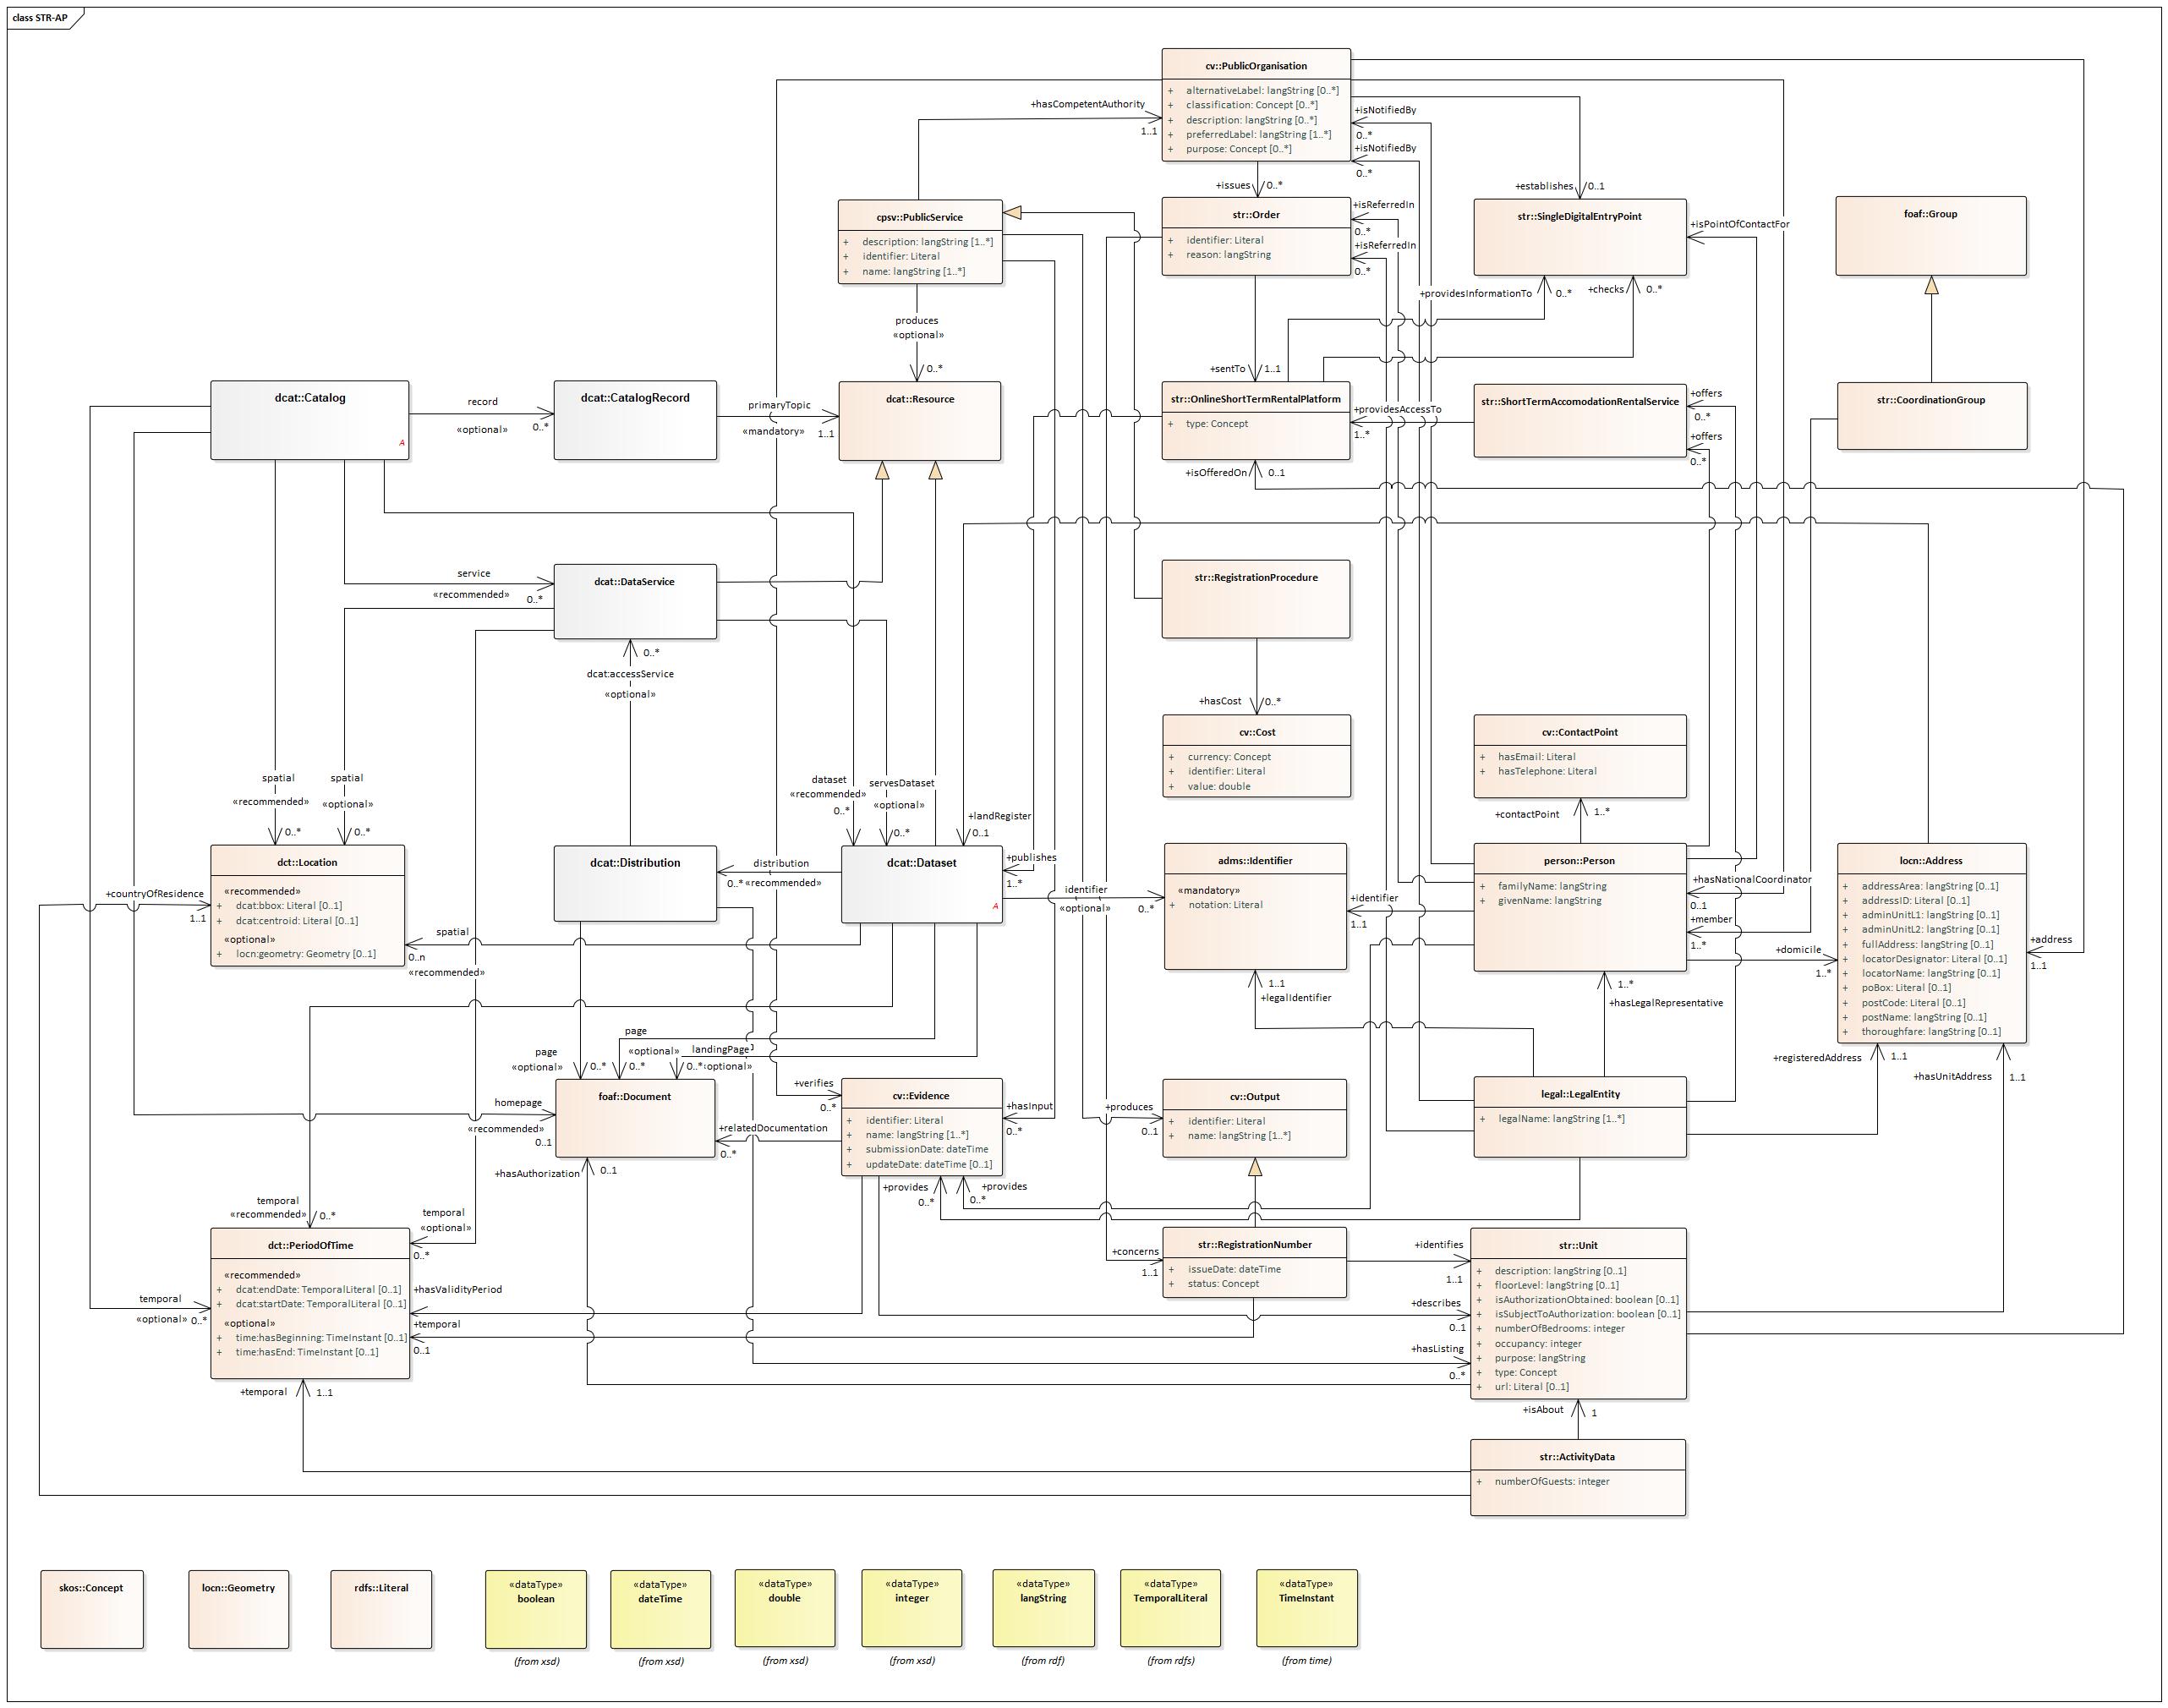 class STR-AP
cv::PublicOrganisation
+ alternativeLabel: langString [0..*]
+ classification: Concept [0..*]
+ description: langString [0..*]
+ preferredLabel: langString [1..*]
+ purpose: Concept [0..*]
+hasCompetentAuthority
1..1
+isNotifiedBy
0..*
+isNotifiedBy
0..*
+issues
0..*
+establishes
0..1
cpsv::PublicService
+ description: langString [1..*]
+ identifier: Literal
+ name: langString [1..*]
str::Order
+ identifier: Literal
+ reason: langString
+isReferredIn
0..*
+isReferredIn
0..*
str::SingleDigitalEntryPoint
+isPointOfContactFor
foaf::Group
+providesInformationTo
0..*
+checks
0..*
produces
«optional»
0..*
+sentTo
1..1
dcat::Catalog
A
record
«optional»
0..*
dcat::CatalogRecord
primaryTopic
«mandatory»
1..1
dcat::Resource
str::OnlineShortTermRentalPlatform
+ type: Concept
+providesAccessTo
1..*
str::ShortTermAccomodationRentalService
+offers
0..*
+offers
0..*
str::CoordinationGroup
+isOfferedOn
0..1
service
«recommended»
0..*
dcat::DataService
str::RegistrationProcedure
0..*
dcat:accessService
«optional»
+hasCost
0..*
cv::Cost
+ currency: Concept
+ identifier: Literal
+ value: double
cv::ContactPoint
+ hasEmail: Literal
+ hasTelephone: Literal
+contactPoint
1..*
spatial
«recommended»
0..*
spatial
«optional»
0..*
dataset
«recommended»
0..*
servesDataset
«optional»
0..*
+landRegister
0..1
dct::Location
«recommended»
+ dcat:bbox: Literal [0..1]
+ dcat:centroid: Literal [0..1]
«optional»
+ locn:geometry: Geometry [0..1]
+countryOfResidence
1..1
dcat::Distribution
distribution
0..*
«recommended»
dcat::Dataset
A
+publishes
1..*
identifier
«optional»
0..*
adms::Identifier
«mandatory»
+ notation: Literal
+identifier
1..1
person::Person
+ familyName: langString
+ givenName: langString
+hasNationalCoordinator
0..1
+member
1..*
+domicile
1..*
locn::Address
+ addressArea: langString [0..1]
+ addressID: Literal [0..1]
+ adminUnitL1: langString [0..1]
+ adminUnitL2: langString [0..1]
+ fullAddress: langString [0..1]
+ locatorDesignator: Literal [0..1]
+ locatorName: langString [0..1]
+ poBox: Literal [0..1]
+ postCode: Literal [0..1]
+ postName: langString [0..1]
+ thoroughfare: langString [0..1]
+address
1..1
spatial
0..n
«recommended»
1..1
+legalIdentifier
1..*
+hasLegalRepresentative
page
«optional»
0..*
page
«optional»
0..*
landingPage
«optional»
0..*
+registeredAddress
1..1
+hasUnitAddress
1..1
foaf::Document
homepage
«recommended»
0..1
+verifies
0..*
cv::Evidence
+ identifier: Literal
+ name: langString [1..*]
+ submissionDate: dateTime
+ updateDate: dateTime [0..1]
+hasInput
0..*
+relatedDocumentation
0..*
+produces
0..1
cv::Output
+ identifier: Literal
+ name: langString [1..*]
legal::LegalEntity
+ legalName: langString [1..*]
+hasAuthorization
0..1
+provides
0..*
+provides
0..*
temporal
«recommended»
0..*
temporal
«optional»
0..*
dct::PeriodOfTime
«recommended»
+ dcat:endDate: TemporalLiteral [0..1]
+ dcat:startDate: TemporalLiteral [0..1]
«optional»
+ time:hasBeginning: TimeInstant [0..1]
+ time:hasEnd: TimeInstant [0..1]
temporal
«optional»
0..*
+hasValidityPeriod
+temporal
0..1
+concerns
1..1
str::RegistrationNumber
+ issueDate: dateTime
+ status: Concept
+identifies
1..1
+describes
0..1
+hasListing
0..*
str::Unit
+ description: langString [0..1]
+ floorLevel: langString [0..1]
+ isAuthorizationObtained: boolean [0..1]
+ isSubjectToAuthorization: boolean [0..1]
+ numberOfBedrooms: integer
+ occupancy: integer
+ purpose: langString
+ type: Concept
+ url: Literal [0..1]
+temporal
1..1
+isAbout
1
str::ActivityData
+ numberOfGuests: integer
skos::Concept
locn::Geometry
rdfs::Literal
«dataType»
boolean
(from xsd)
«dataType»
dateTime
(from xsd)
«dataType»
double
(from xsd)
«dataType»
integer
(from xsd)
«dataType»
langString
(from rdf)
«dataType»
TemporalLiteral
(from rdfs)
«dataType»
TimeInstant
(from time)